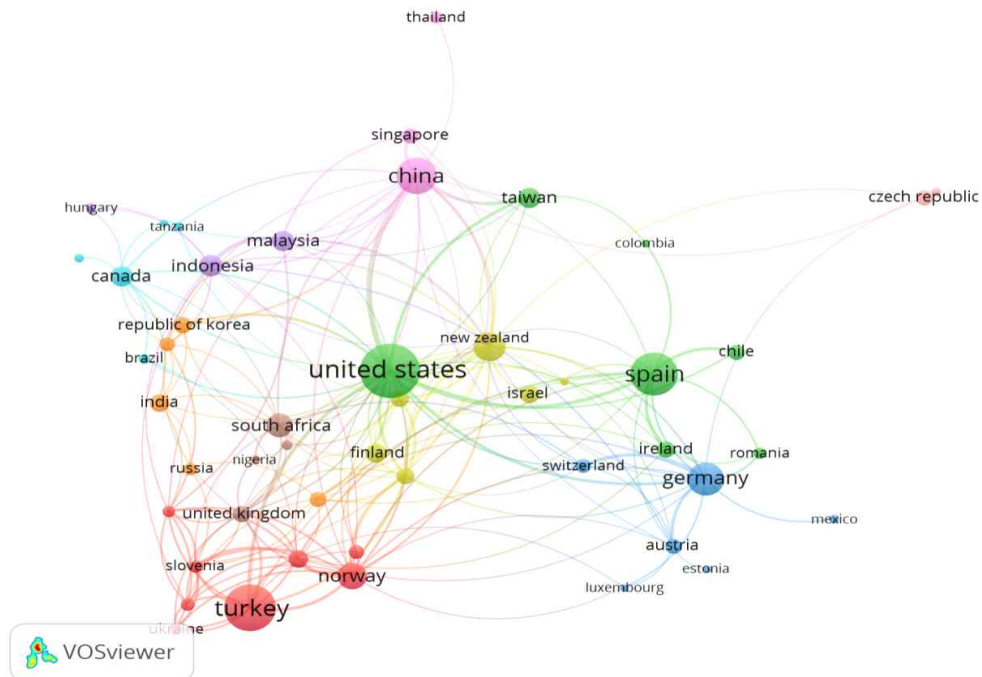 thailand
singapore
china
taiwan
czech republic
hungary
tanzania
malaysia
colombia
indonesia
canada
republic of korea
new zealand
brazil
chile
united states
spain
israel
india
south africa
finland
ireland
romania
nigeria
switzerland
russia
germany
united kingdom
mexico
austria
slovenia
estonia
norway
luxembourg
turkey
ukraine
VOSviewer